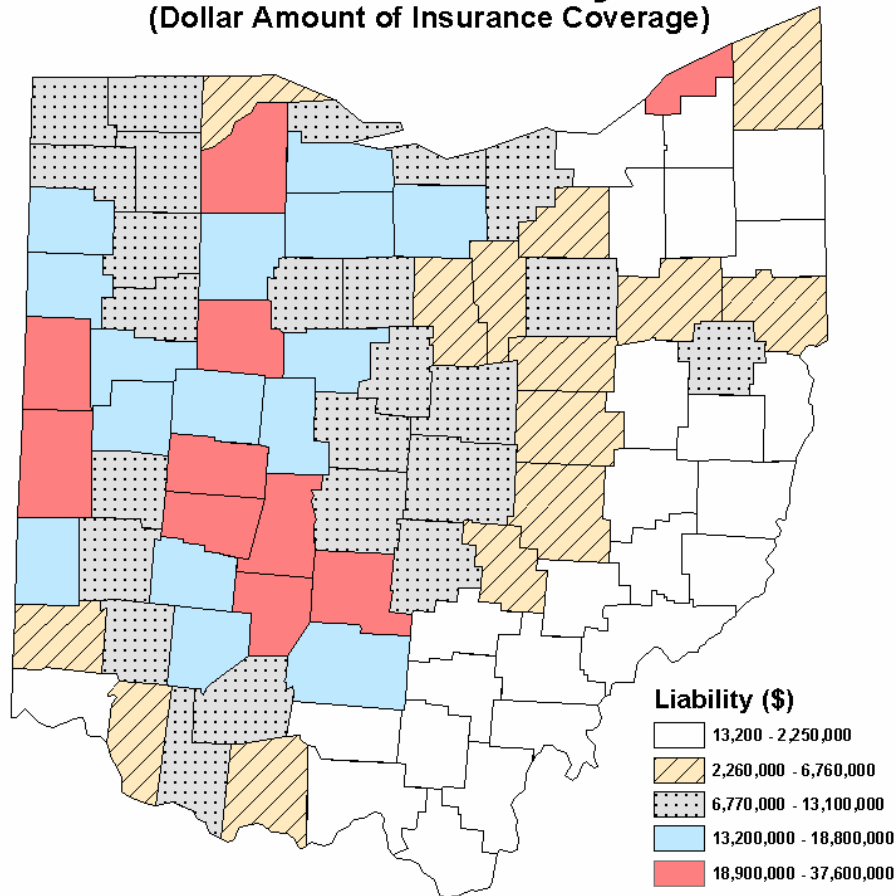 (Dollar Amount of Insurance Coverage)
Liability ($)
13,200 - 2,250,000
2,260,000 - 6,760,000
6,770,000 - 13,100,000
13,200,000 - 18,800,000
18,900,000 - 37,600,000